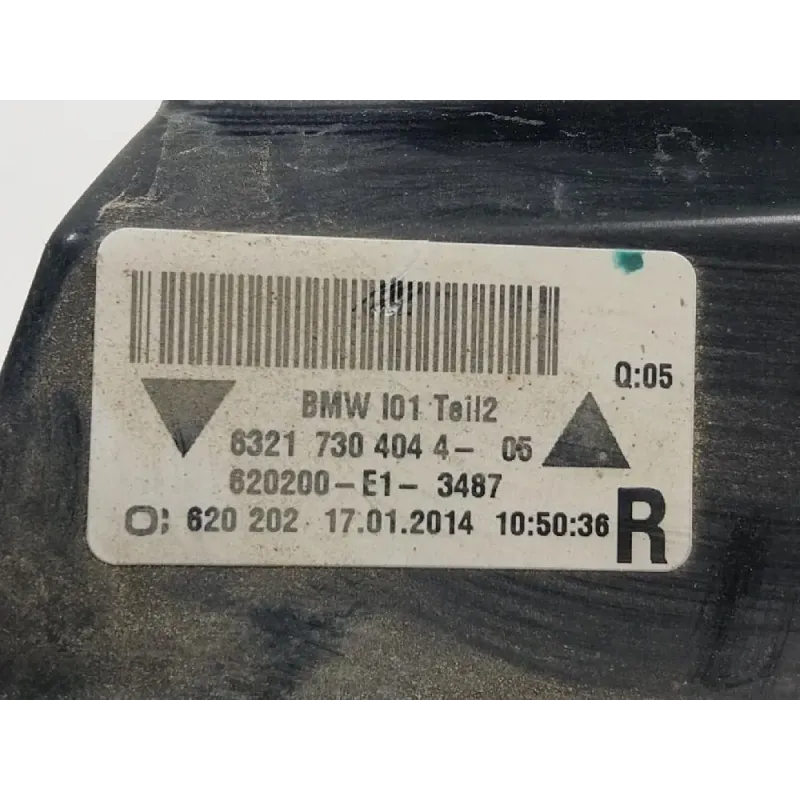 Q:05
BMW I01 Teil2
6321 730 404 4- 05
620200-E1- 3487
O; 620 202 17.01.2014 10:50:36 R